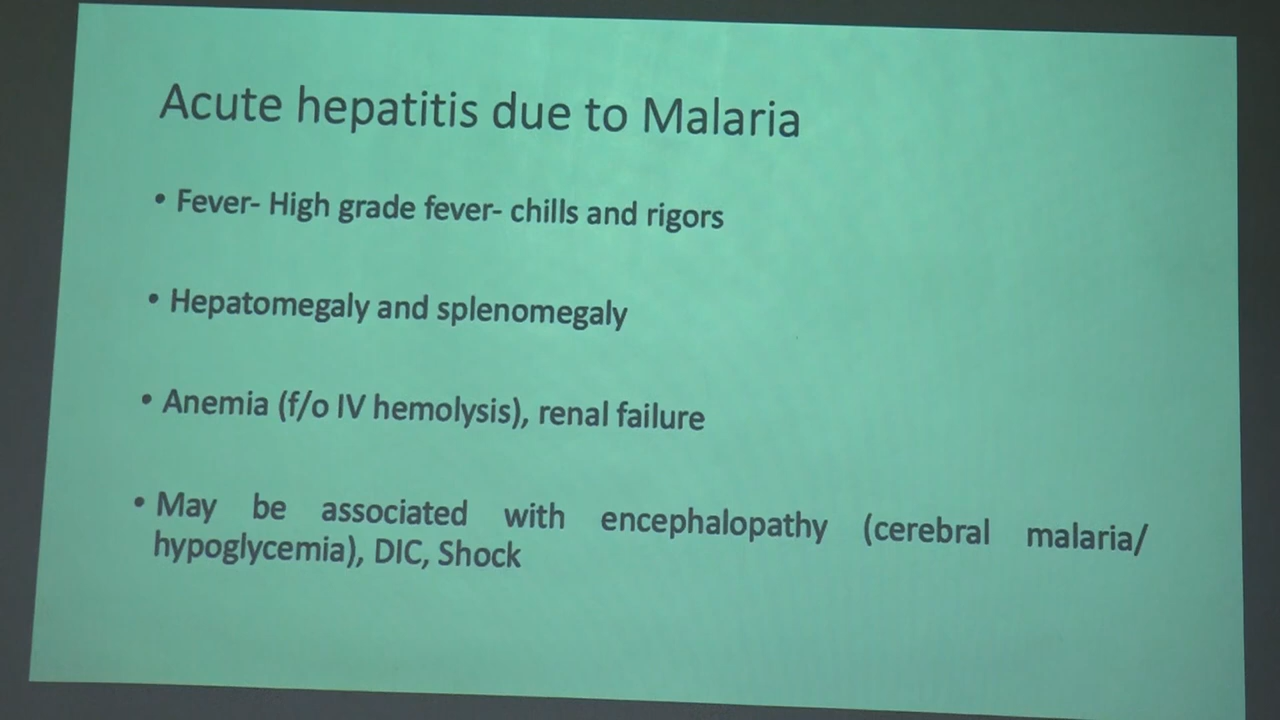 Acute hepatitis due to Malaria
• Fever- High grade fever- chills and rigors
• Hepatomegaly and splenomegaly
• Anemia (f/o IV hemolysis), renal failure
• May be associated with encephalopathy (cerebral malaria/
hypoglycemia), DIC, Shock